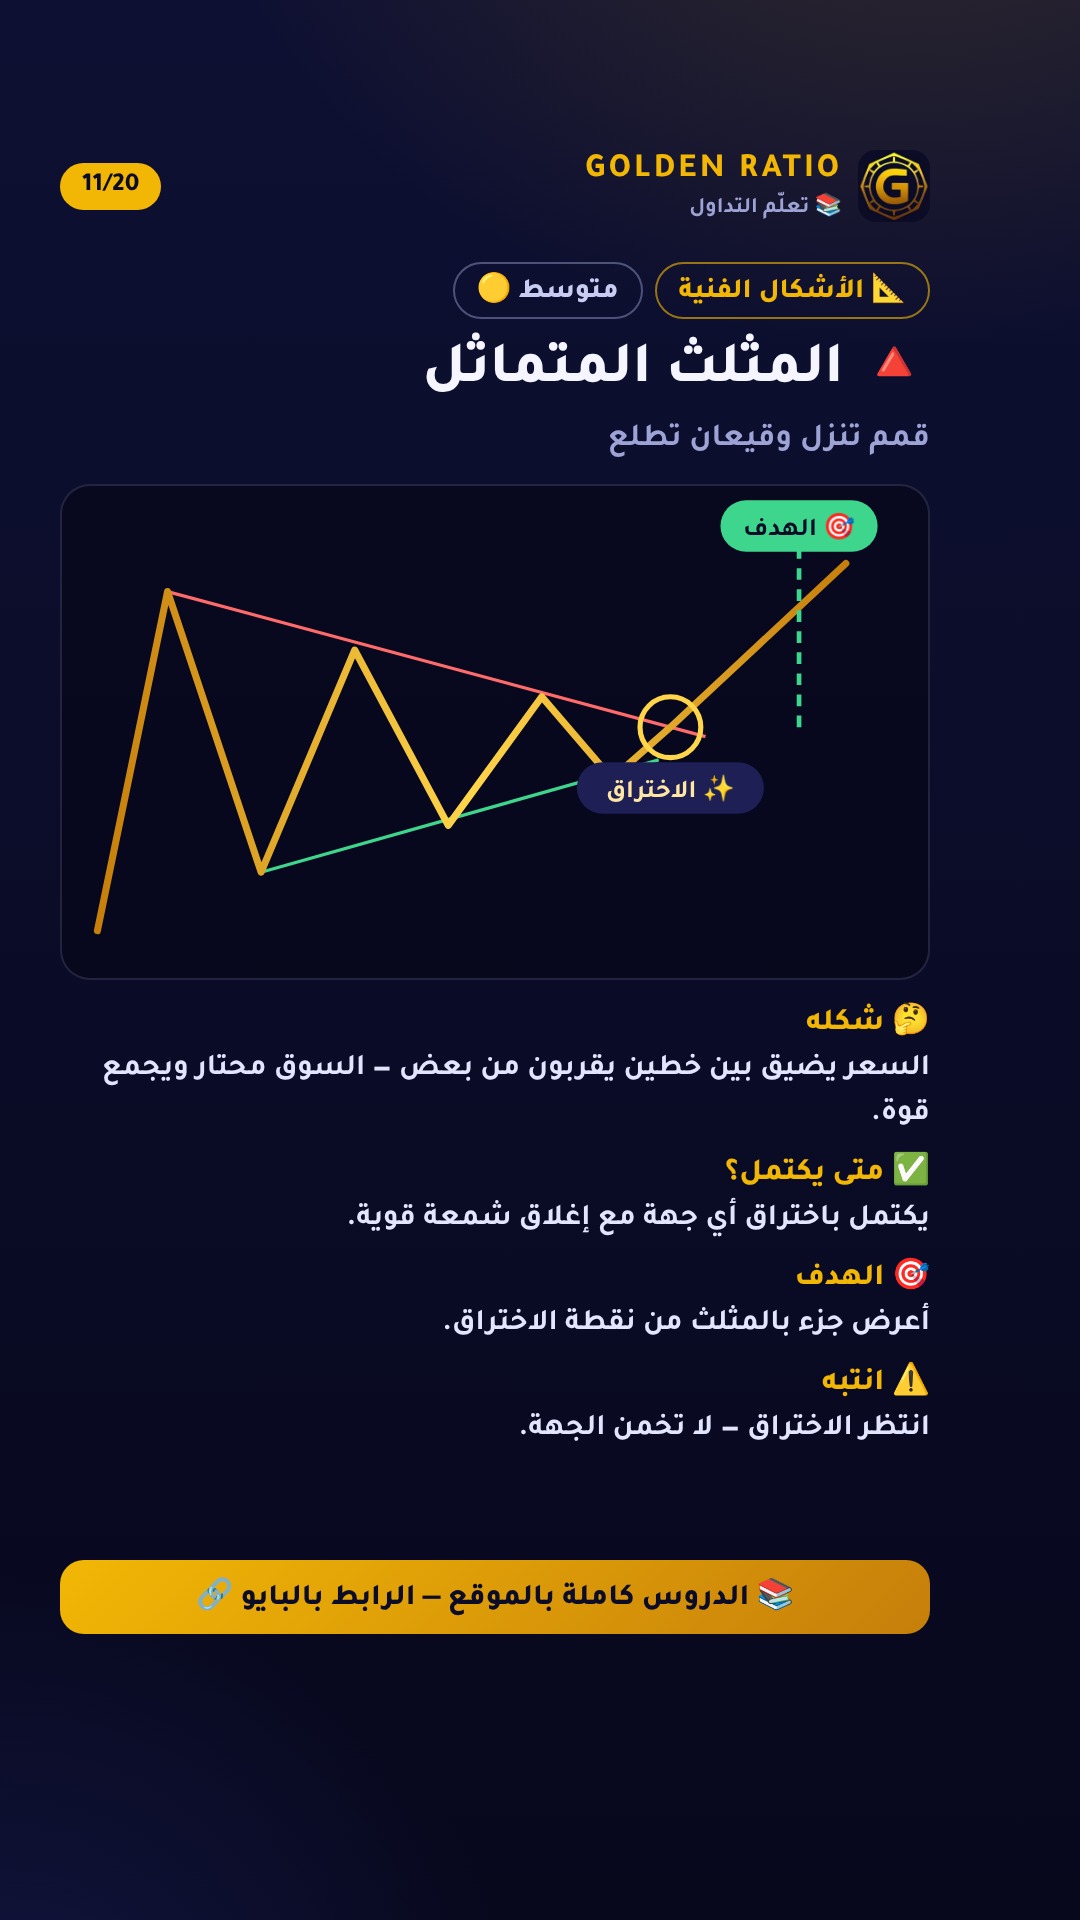 GOLDEN RATIO
📚 تعلّم التداول
11/20
📐 الأشكال الفنية
متوسط 🟡
🔺 المثلث المتماثل
قمم تنزل وقيعان تطلع
🎯 الهدف
✨ الاختراق
🤔 شكله
السعر يضيق بين خطين يقربون من بعض – السوق محتار ويجمع
قوة.
✅ متى يكتمل؟
يكتمل باختراق أي جهة مع إغلاق شمعة قوية.
🎯 الهدف
أعرض جزء بالمثلث من نقطة الاختراق.
⚠️ انتبه
انتظر الاختراق – لا تخمن الجهة.
📚 الدروس كاملة بالموقع – الرابط بالبايو 🔗